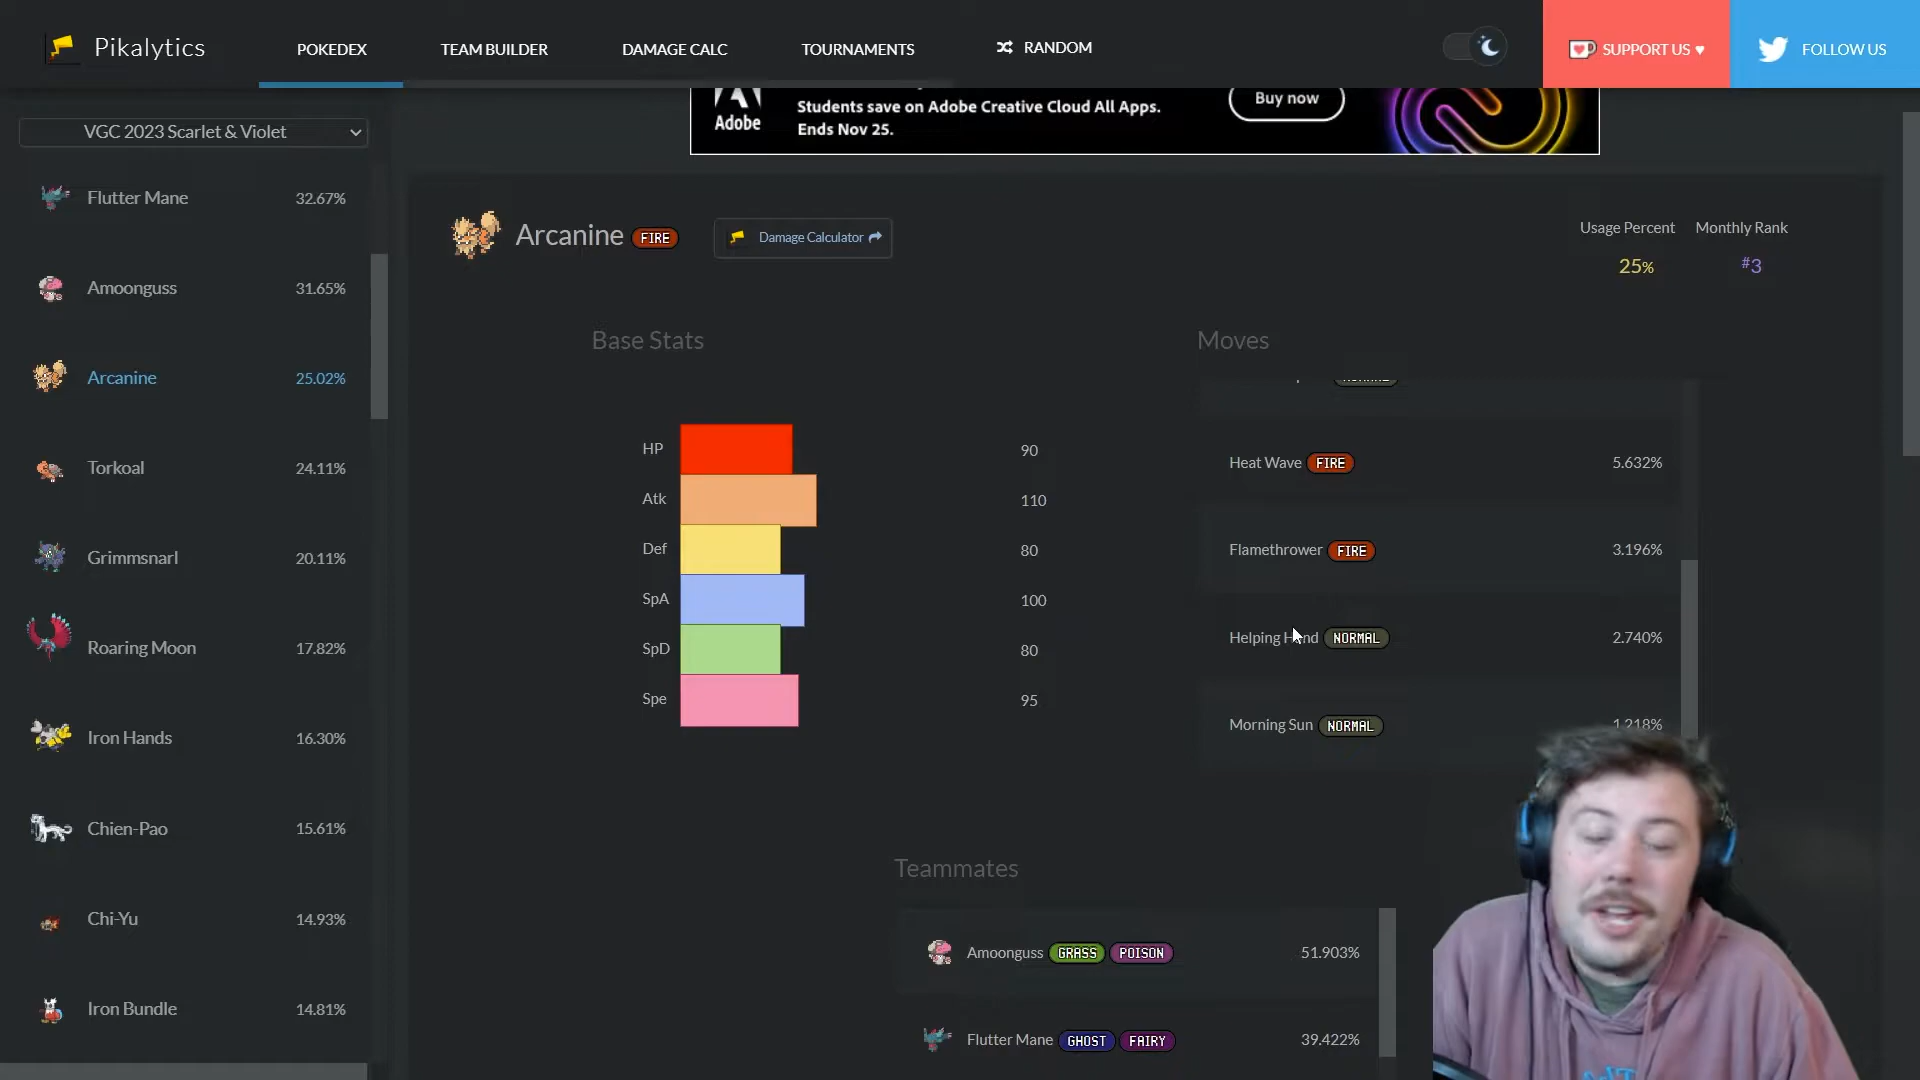 Pikalytics
POKEDEX
TEAM BUILDER
DAMAGE CALC
TOURNAMENTS
RANDOM
SUPPORT US ♥
FOLLOW US
VGC 2023 Scarlet & Violet
Adobe
Students save on Adobe Creative Cloud All Apps.
Ends Nov 25.
Buy now
Flutter Mane 32.67%
Amoonguss 31.65%
Arcanine 25.02%
Torkoal 24.11%
Grimmsnarl 20.11%
Roaring Moon 17.82%
Iron Hands 16.30%
Chien-Pao 15.61%
Chi-Yu 14.93%
Iron Bundle 14.81%
Arcanine FIRE
Damage Calculator
Usage Percent
25%
Monthly Rank
#3
Base Stats
HP 90
Atk 110
Def 80
SpA 100
SpD 80
Spe 95
Moves
Heat Wave FIRE 5.632%
Flamethrower FIRE 3.196%
Helping Hand NORMAL 2.740%
Morning Sun NORMAL 1.218%
Teammates
Amoonguss GRASS POISON 51.903%
Flutter Mane GHOST FAIRY 39.422%